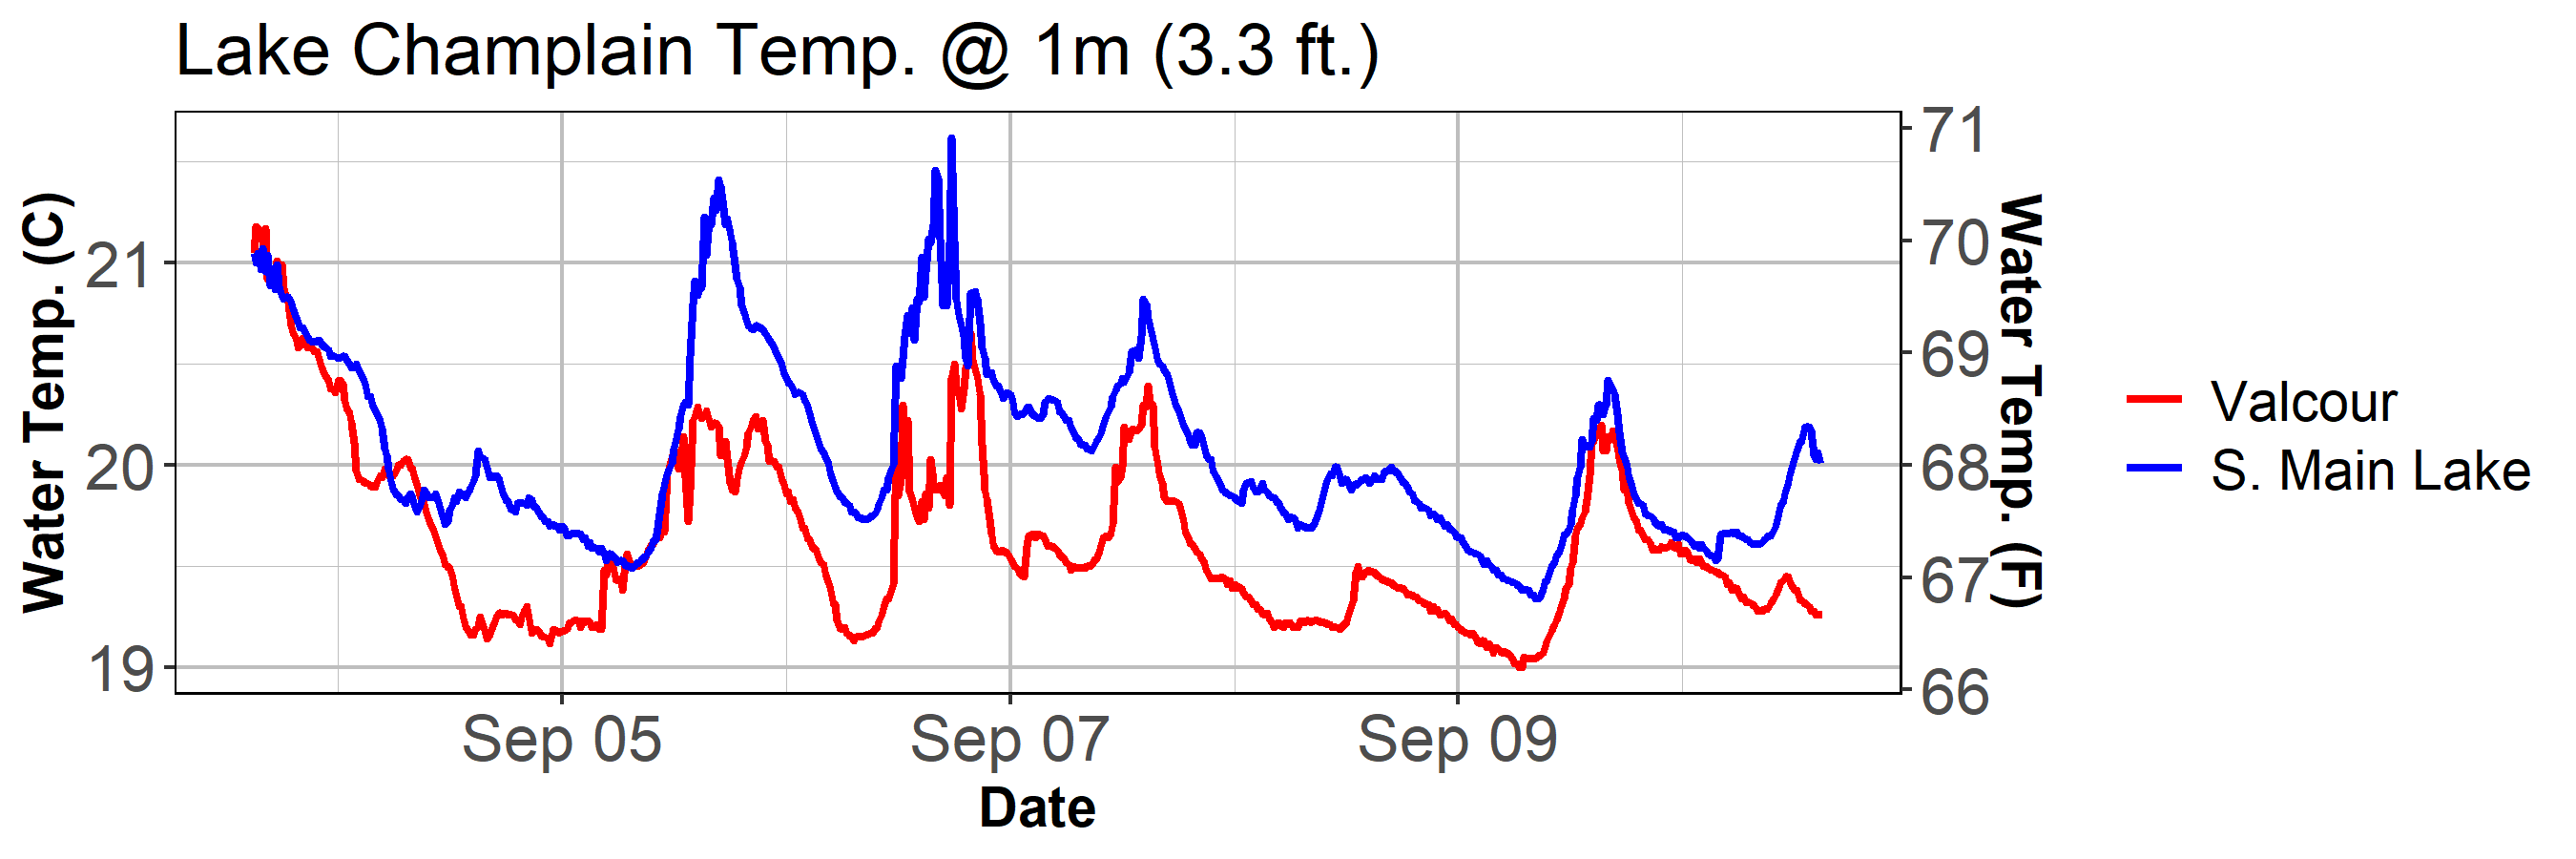 Lake Champlain Temp. @ 1m (3.3 ft.)
Water Temp. (C)
21
20
19
71
70
69
68
67
66
Water Temp. (F)
Sep 05
Sep 07
Sep 09
Date
Valcour
S. Main Lake